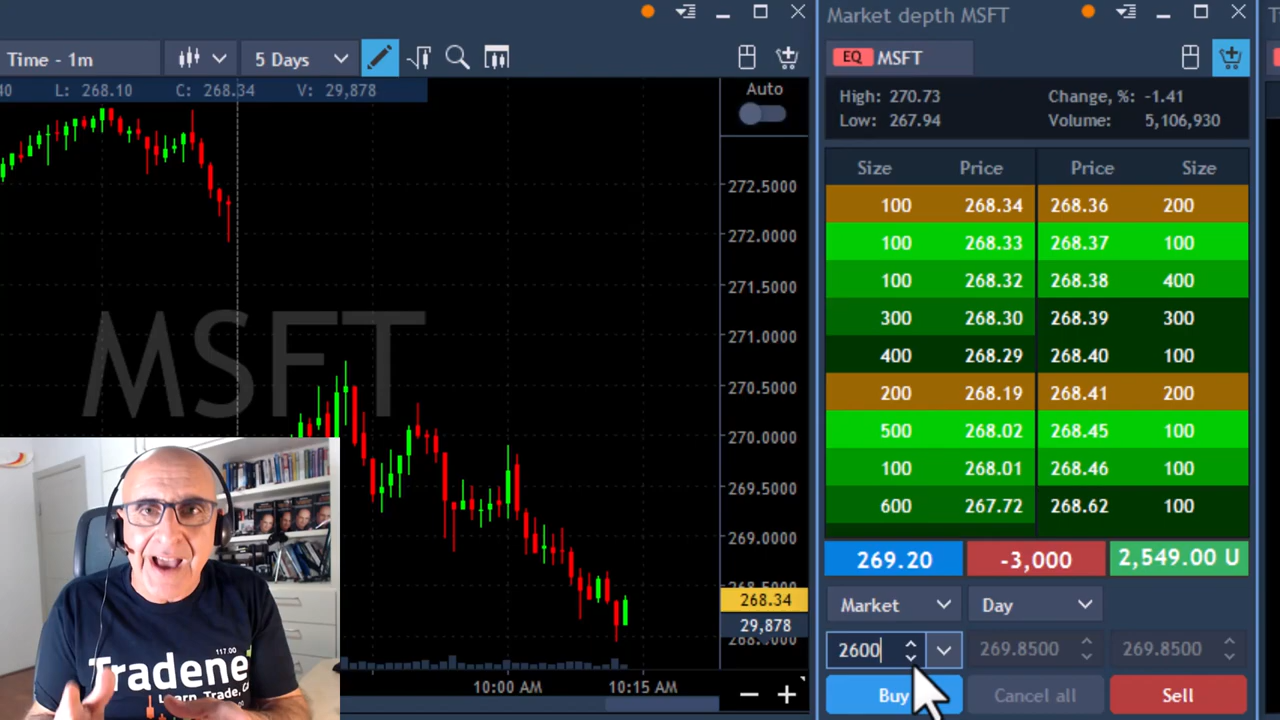 Time - 1m
5 Days
40 L: 268.10 C: 268.34 V: 29,878
Auto
272.5000
272.0000
271.5000
271.0000
270.5000
270.0000
269.5000
269.0000
268.5000
268.34
29,878
10:00 AM 10:15 AM
MSFT
117.00
Tradene
Learn. Trade.
Market depth MSFT
EQ MSFT
High: 270.73 Change, %: -1.41
Low: 267.94 Volume: 5,106,930
Size Price Price Size
100 268.34 268.36 200
100 268.33 268.37 100
100 268.32 268.38 400
300 268.30 268.39 300
400 268.29 268.40 100
200 268.19 268.41 200
500 268.02 268.45 100
100 268.01 268.46 100
600 267.72 268.62 100
269.20 -3,000 2,549.00 U
Market Day
2600 269.8500 269.8500
Buy Cancel all Sell